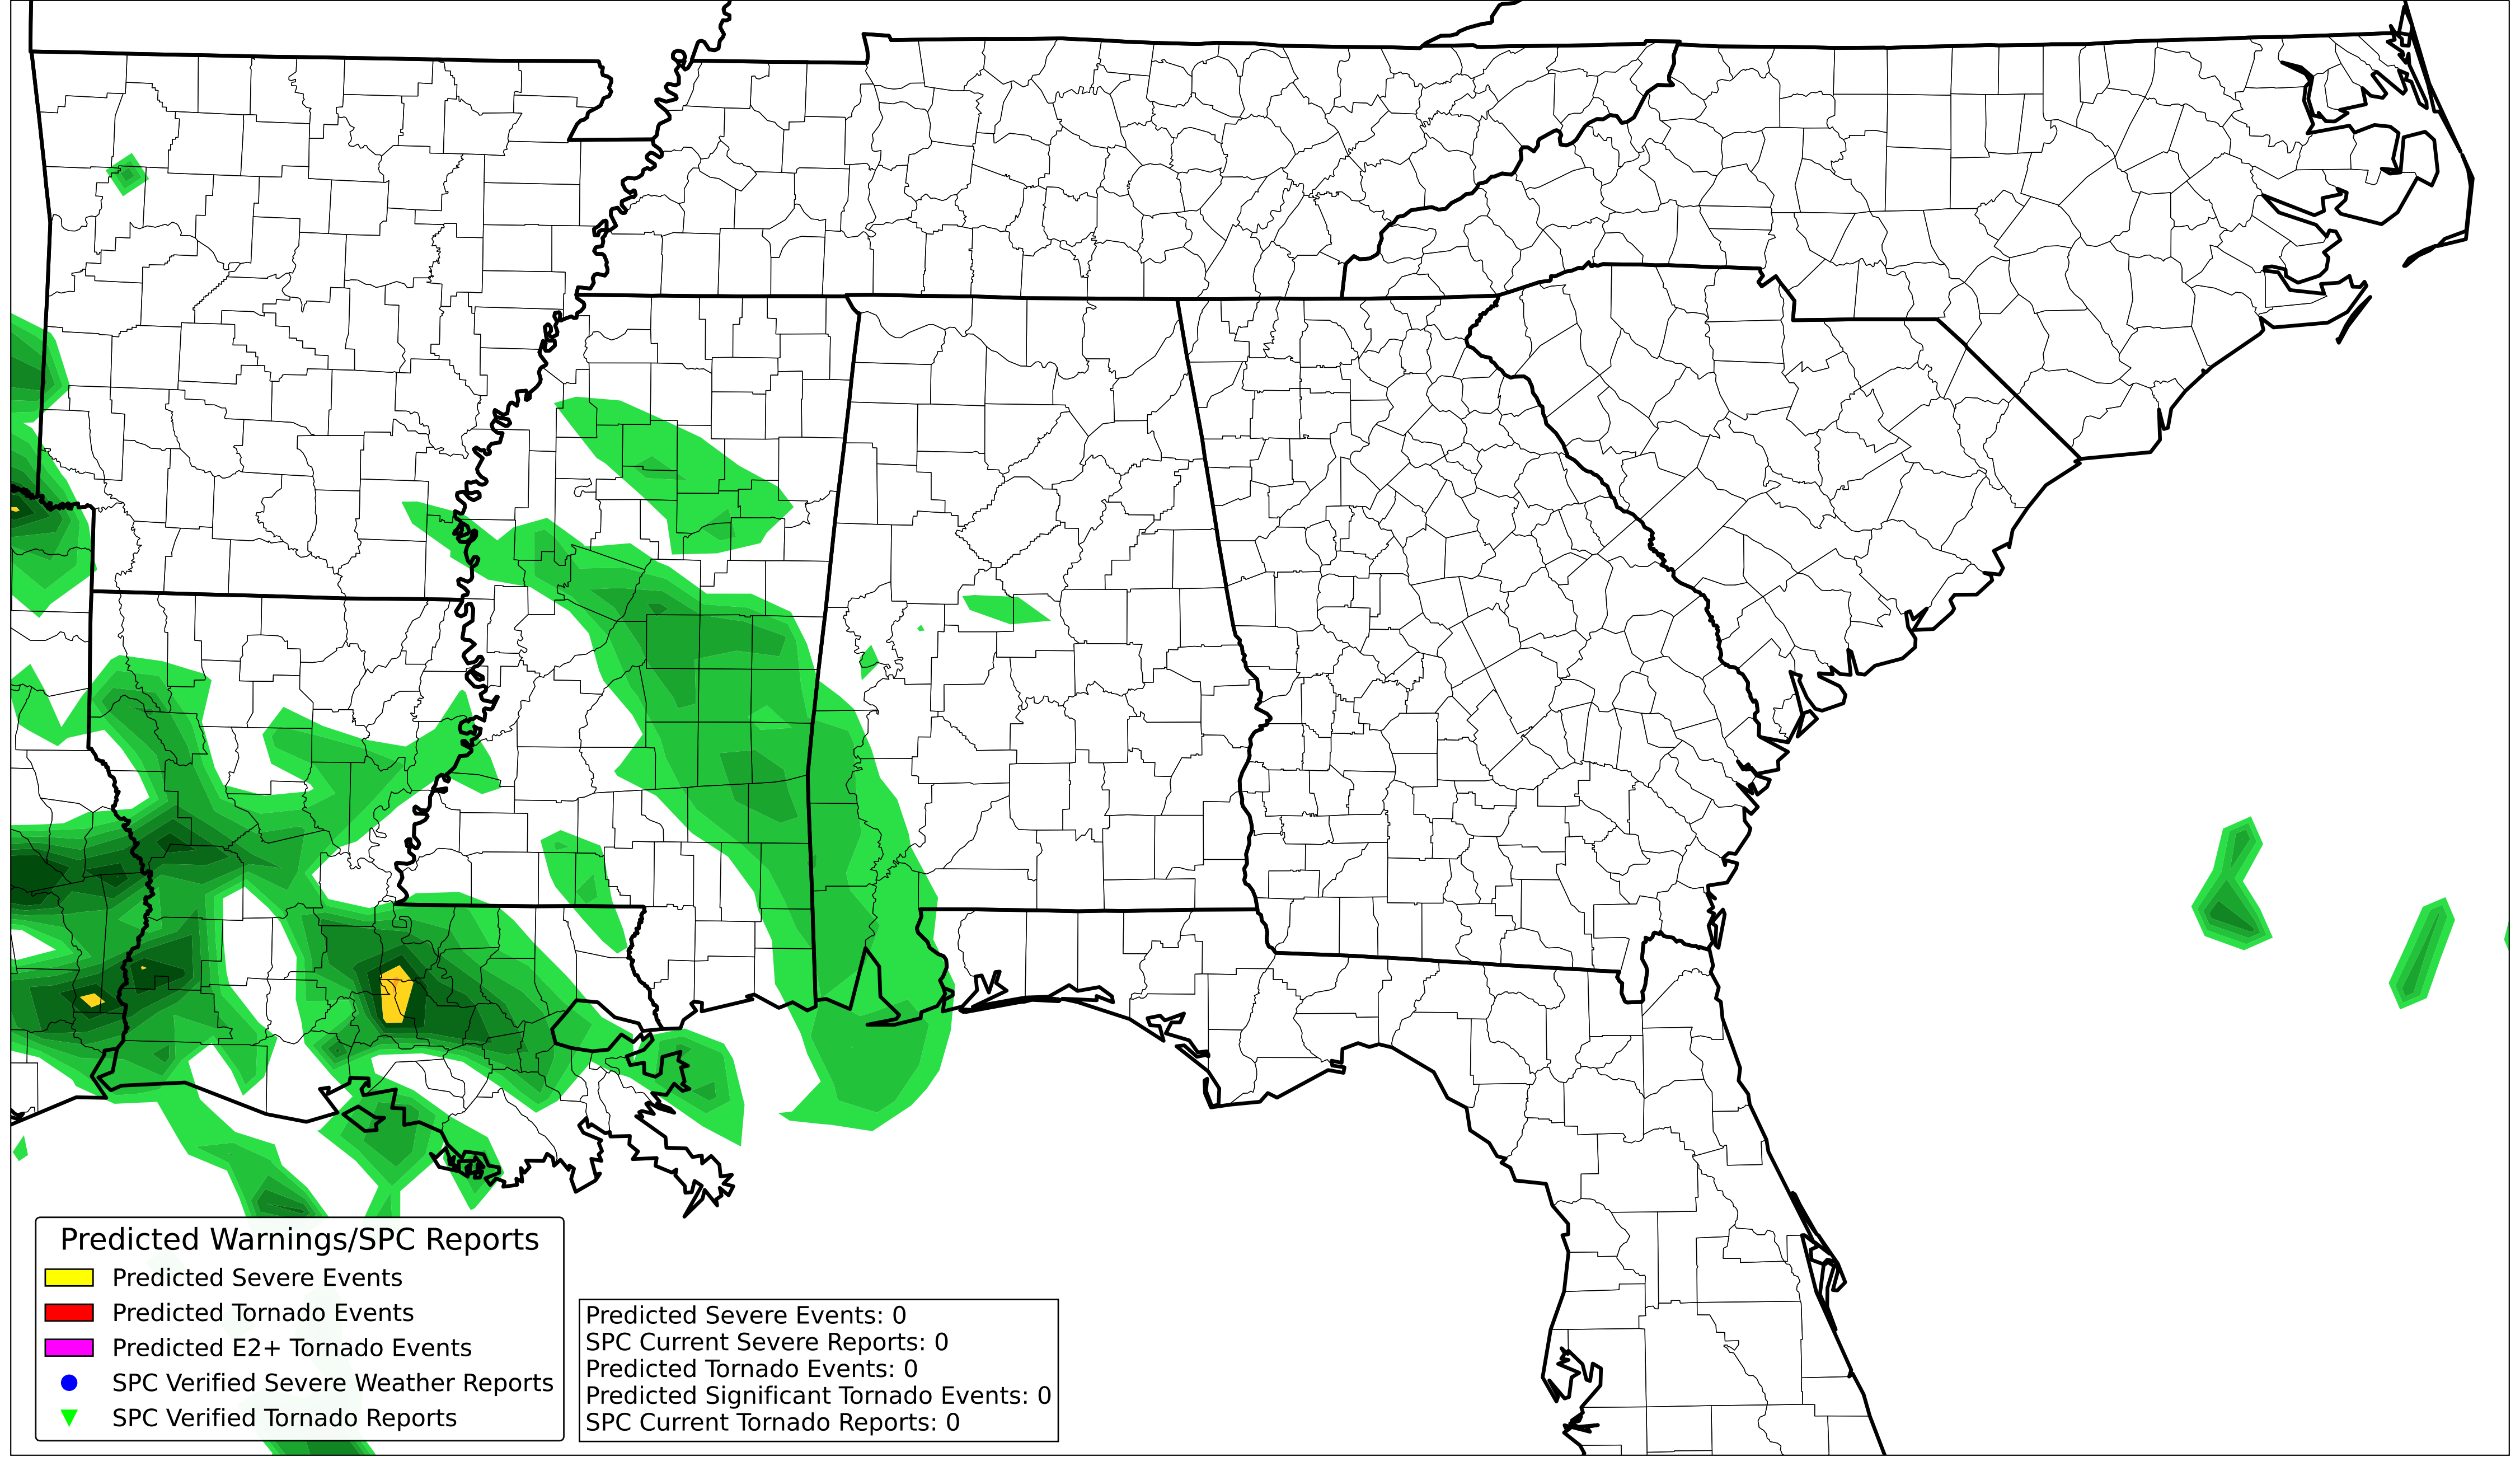 Predicted Warnings/SPC Reports
Predicted Severe Events
Predicted Tornado Events
Predicted E2+ Tornado Events
SPC Verified Severe Weather Reports
SPC Verified Tornado Reports
Predicted Severe Events: 0
SPC Current Severe Reports: 0
Predicted Tornado Events: 0
Predicted Significant Tornado Events: 0
SPC Current Tornado Reports: 0